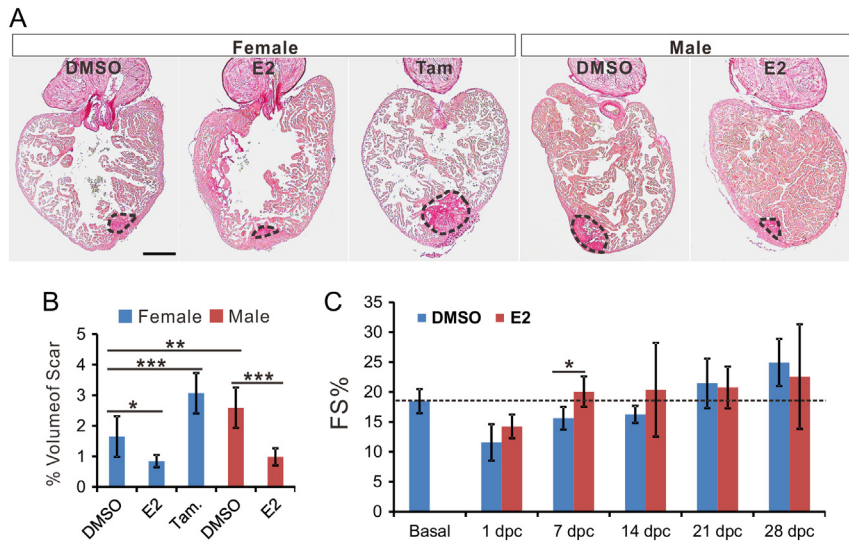 A
Female
Male
DMSO
E2
Tam
DMSO
E2
B
Female
Male
% Volumeof Scar
5
4
3
2
1
0
*
***
**
***
DMSO
E2
Tam.
DMSO
E2
C
DMSO
E2
FS%
35
30
25
20
15
10
5
0
*
Basal
1 dpc
7 dpc
14 dpc
21 dpc
28 dpc